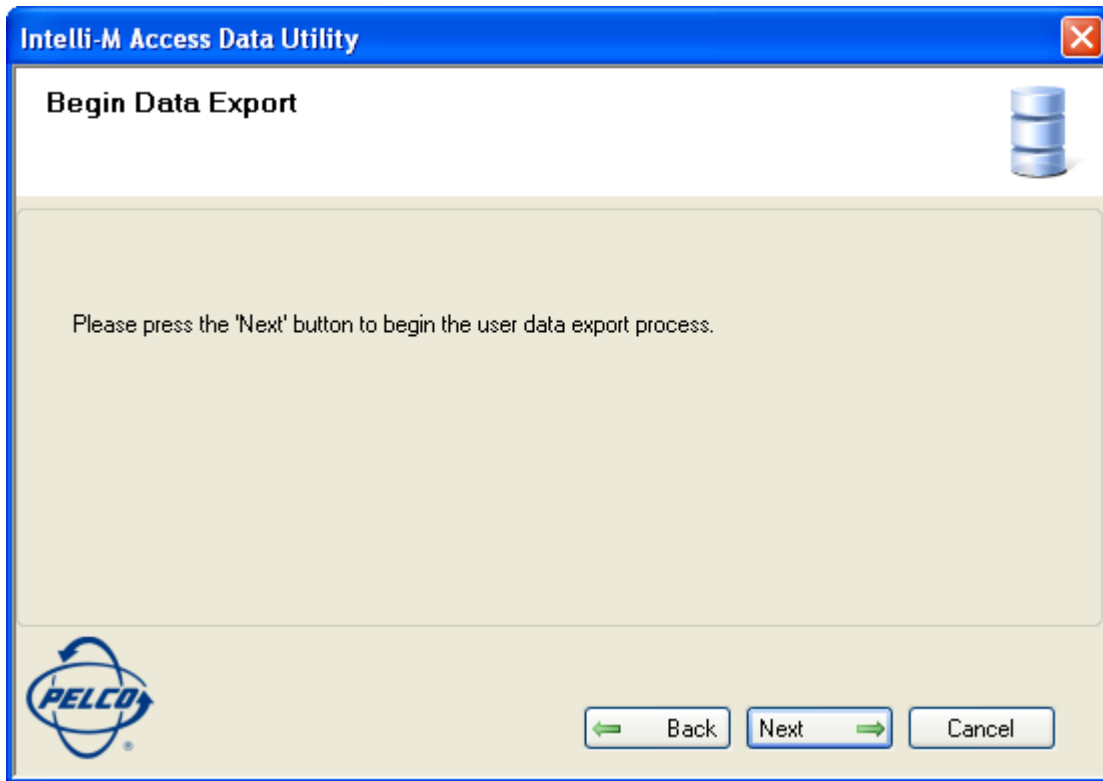 Intelli-M Access Data Utility
Begin Data Export
Please press the 'Next' button to begin the user data export process.
PELCO
®
Back
Next
Cancel